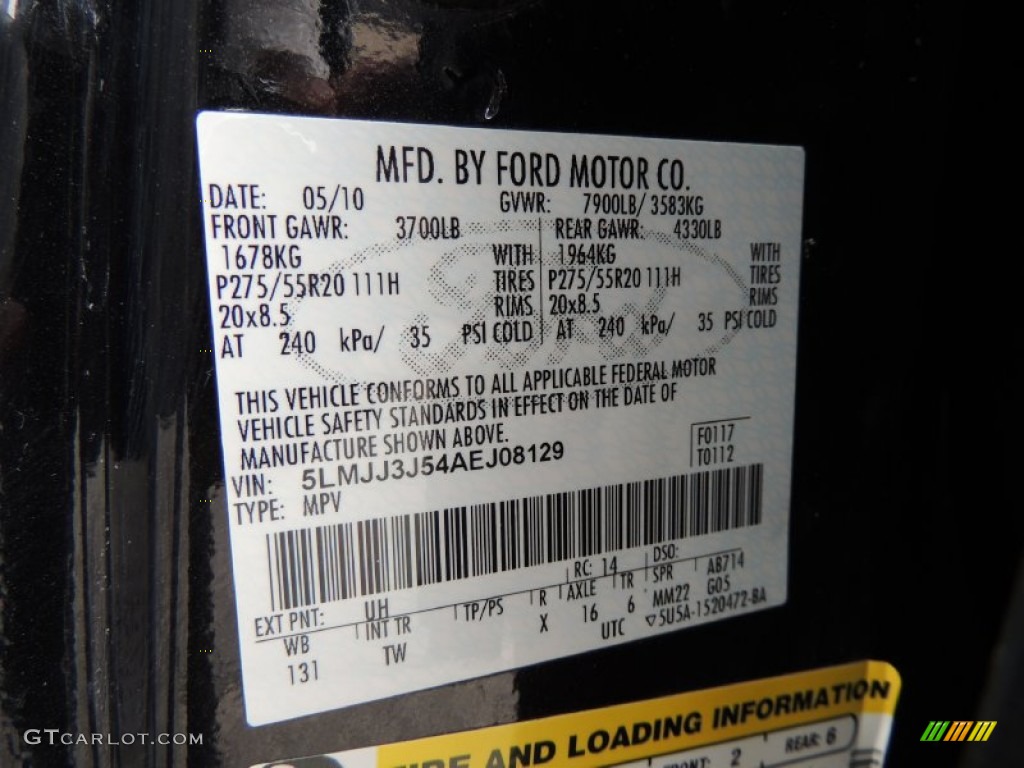 MFD. BY FORD MOTOR CO.
DATE: 05/10 GVWR: 7900LB/ 3583KG
FRONT GAWR: 3700LB REAR GAWR: 4330LB
1678KG WITH 1964KG WITH
P275/55R20 111H TIRES P275/55R20 111H TIRES
20x8.5 RIMS 20x8.5 RIMS
AT 240 kPa/ 35 PSI COLD AT 240 kPa/ 35 PSI COLD
Ford
THIS VEHICLE CONFORMS TO ALL APPLICABLE FEDERAL MOTOR
VEHICLE SAFETY STANDARDS IN EFFECT ON THE DATE OF
MANUFACTURE SHOWN ABOVE.
F0117
T0112
VIN: 5LMJJ3J54AEJ08129
TYPE: MPV
EXT PNT: UH RC: 14 DSO:
WB INT TR TP/PS R AXLE TR SPR AB714
131 TW X 16 6 MM22 G05
UTC ▽5U5A-1520472-BA
TIRE AND LOADING INFORMATION
FRONT: 2 REAR: 6
GTCARLOT.COM